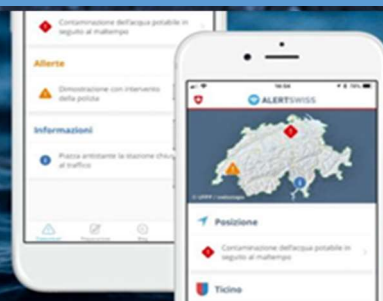 Contaminazione dell'acqua potabile in
seguito al maltempo
Allerte
Dimostrazione con intervento
della polizia
Informazioni
Piazza antistante la stazione chiu
al traffico
ALERTSWISS
Posizione
Contaminazione dell'acqua potabile in
seguito al maltempo
Ticino